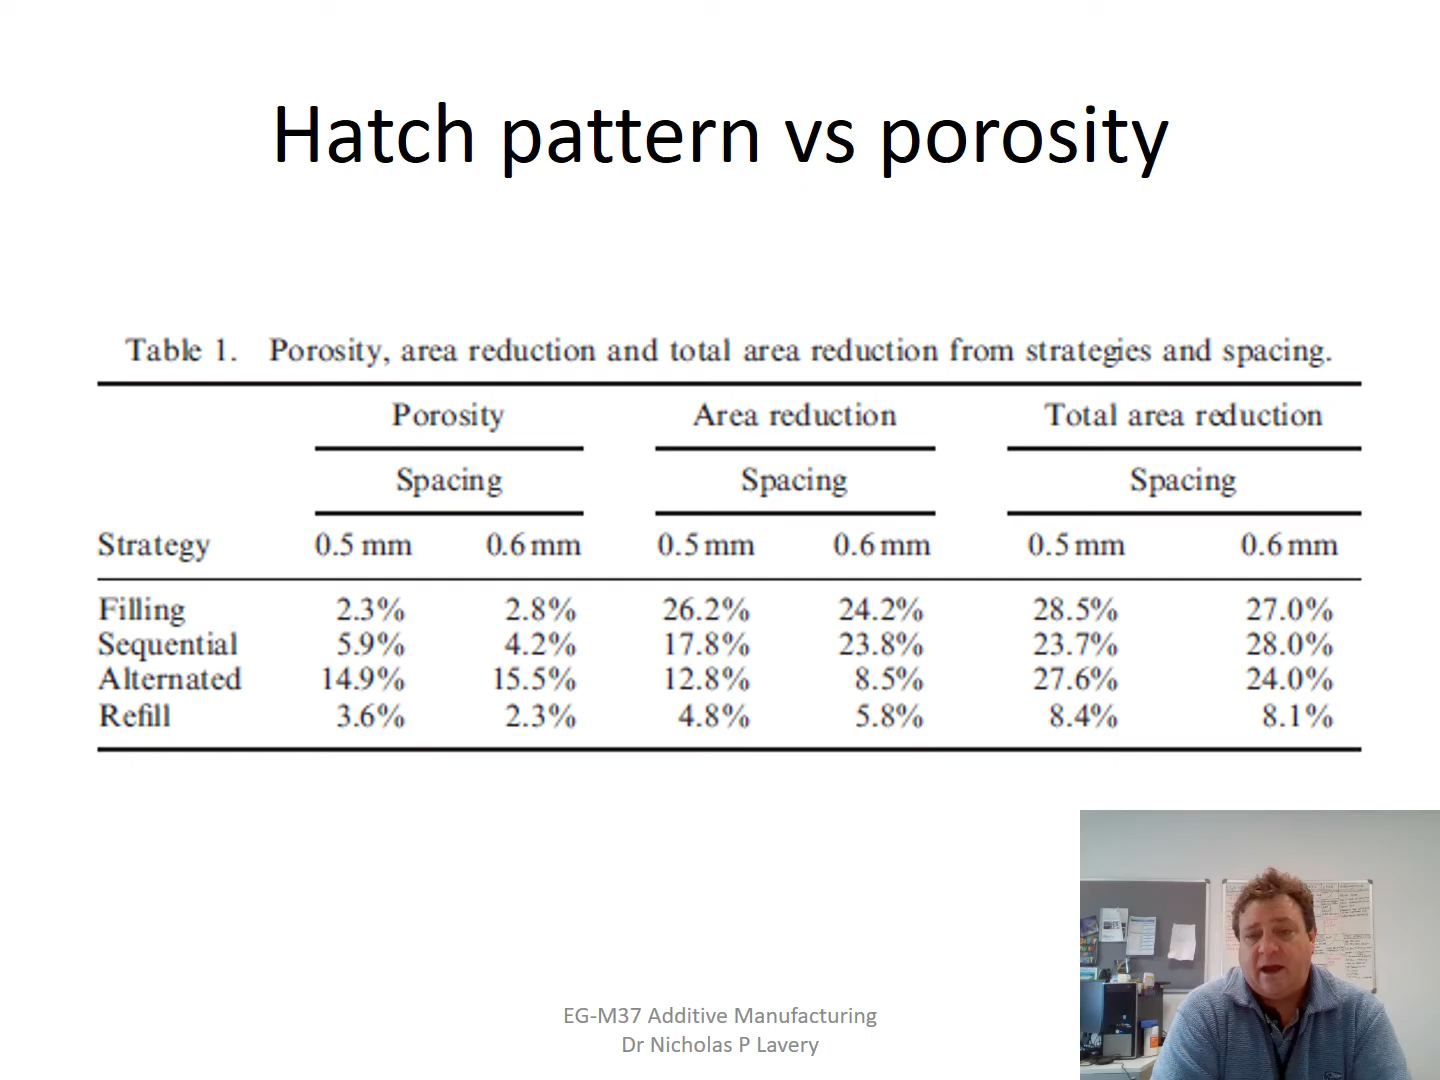 Hatch pattern vs porosity
Table 1. Porosity, area reduction and total area reduction from strategies and spacing.
Porosity Area reduction Total area reduction
Spacing Spacing Spacing
Strategy 0.5 mm 0.6 mm 0.5 mm 0.6 mm 0.5 mm 0.6 mm
Filling 2.3% 2.8% 26.2% 24.2% 28.5% 27.0%
Sequential 5.9% 4.2% 17.8% 23.8% 23.7% 28.0%
Alternated 14.9% 15.5% 12.8% 8.5% 27.6% 24.0%
Refill 3.6% 2.3% 4.8% 5.8% 8.4% 8.1%
EG-M37 Additive Manufacturing
Dr Nicholas P Lavery